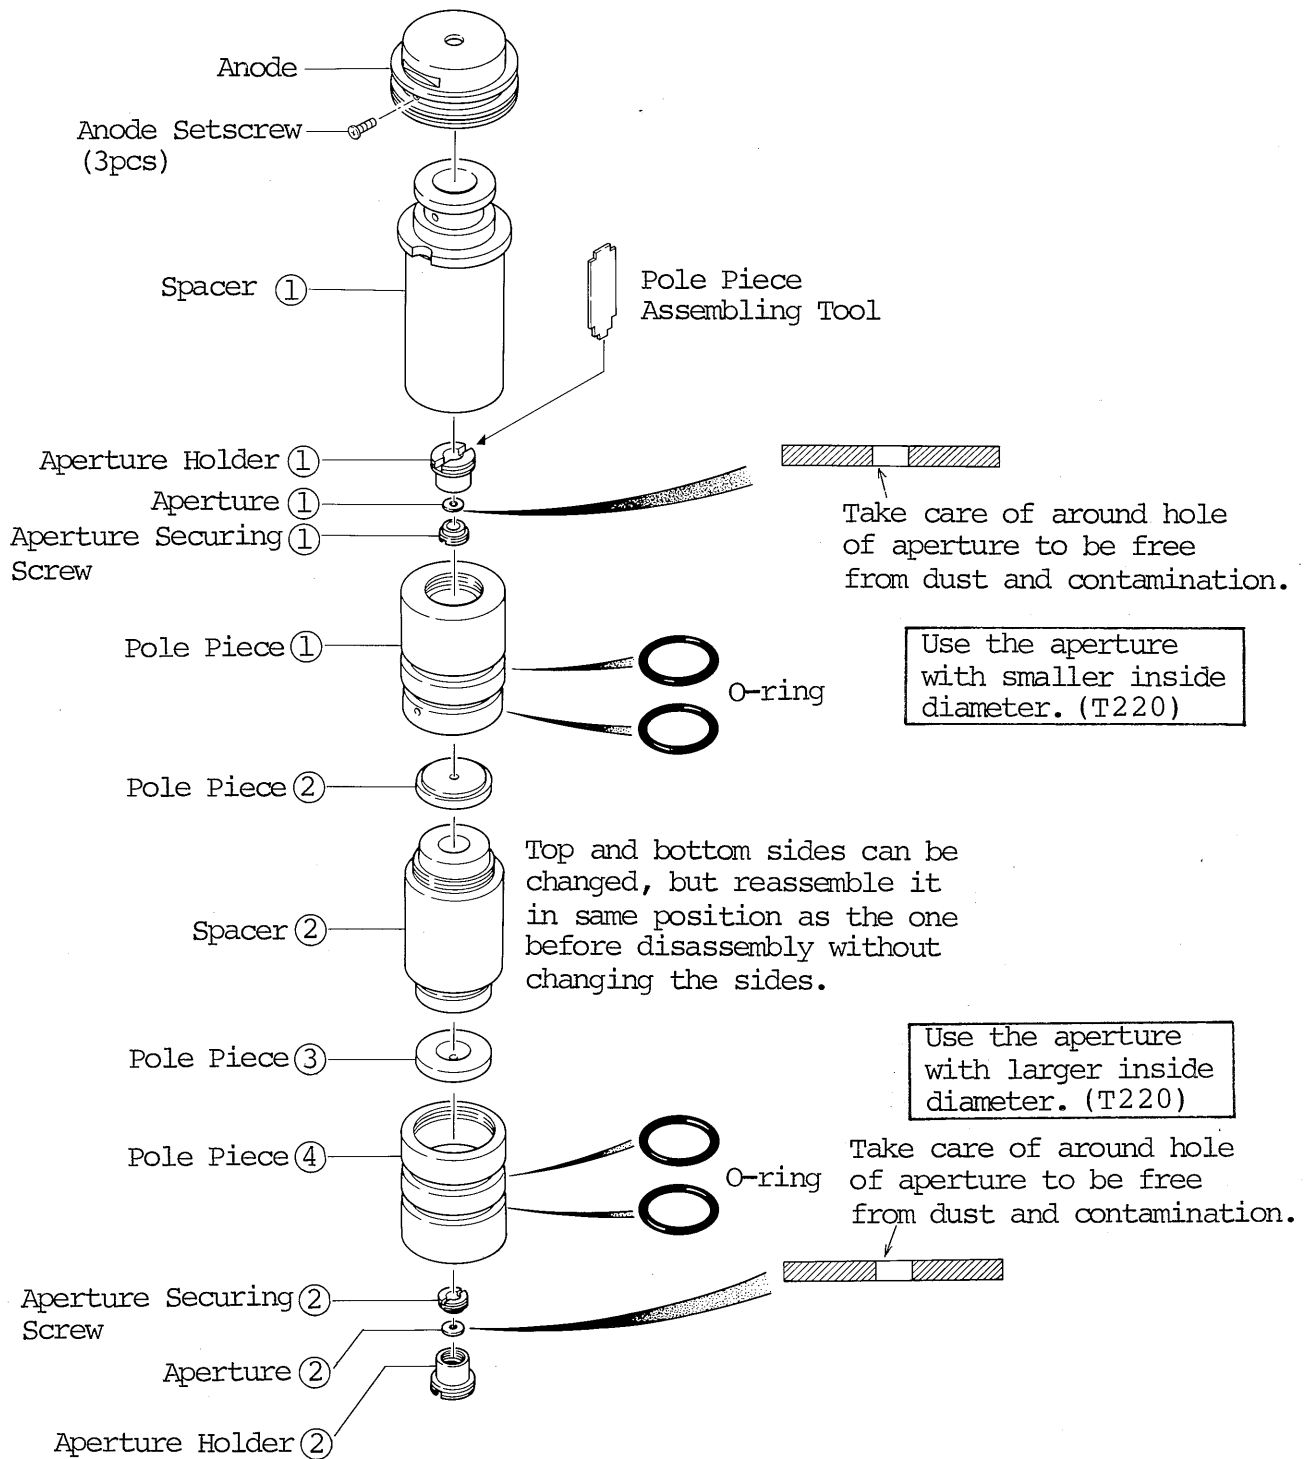 Anode
Anode Setscrew
(3pcs)
Spacer ①
Pole Piece
Assembling Tool
Aperture Holder ①
Aperture ①
Aperture Securing ①
Screw
Take care of around hole
of aperture to be free
from dust and contamination.
Pole Piece ①
O-ring
Use the aperture
with smaller inside
diameter. (T220)
Pole Piece ②
Top and bottom sides can be
changed, but reassemble it
in same position as the one
before disassembly without
changing the sides.
Spacer ②
Pole Piece ③
Use the aperture
with larger inside
diameter. (T220)
Pole Piece ④
O-ring
Take care of around hole
of aperture to be free
from dust and contamination.
Aperture Securing ②
Screw
Aperture ②
Aperture Holder ②